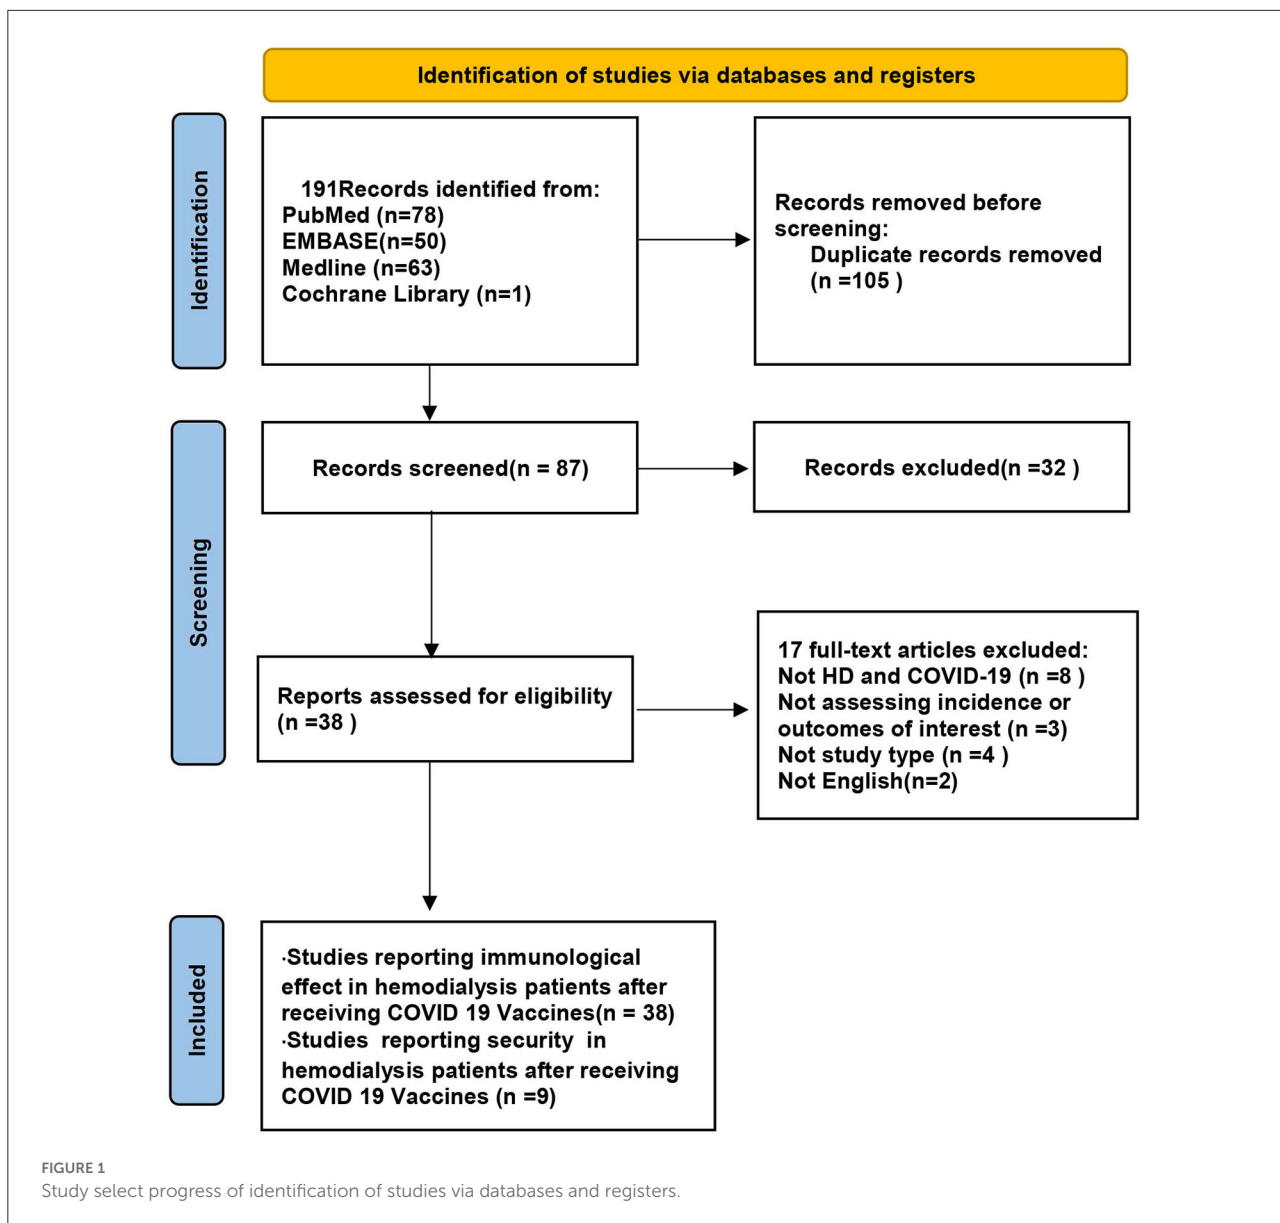 Identification of studies via databases and registers
Identification
191Records identified from:
PubMed (n=78)
EMBASE(n=50)
Medline (n=63)
Cochrane Library (n=1)
Records removed before
screening:
Duplicate records removed
(n =105 )
Screening
Records screened(n = 87)
Records excluded(n =32 )
Reports assessed for eligibility
(n =38 )
17 full-text articles excluded:
Not HD and COVID-19 (n =8 )
Not assessing incidence or
outcomes of interest (n =3)
Not study type (n =4 )
Not English(n=2)
Included
·Studies reporting immunological
effect in hemodialysis patients after
receiving COVID 19 Vaccines(n = 38)
·Studies reporting security in
hemodialysis patients after receiving
COVID 19 Vaccines (n =9)
FIGURE 1
Study select progress of identification of studies via databases and registers.